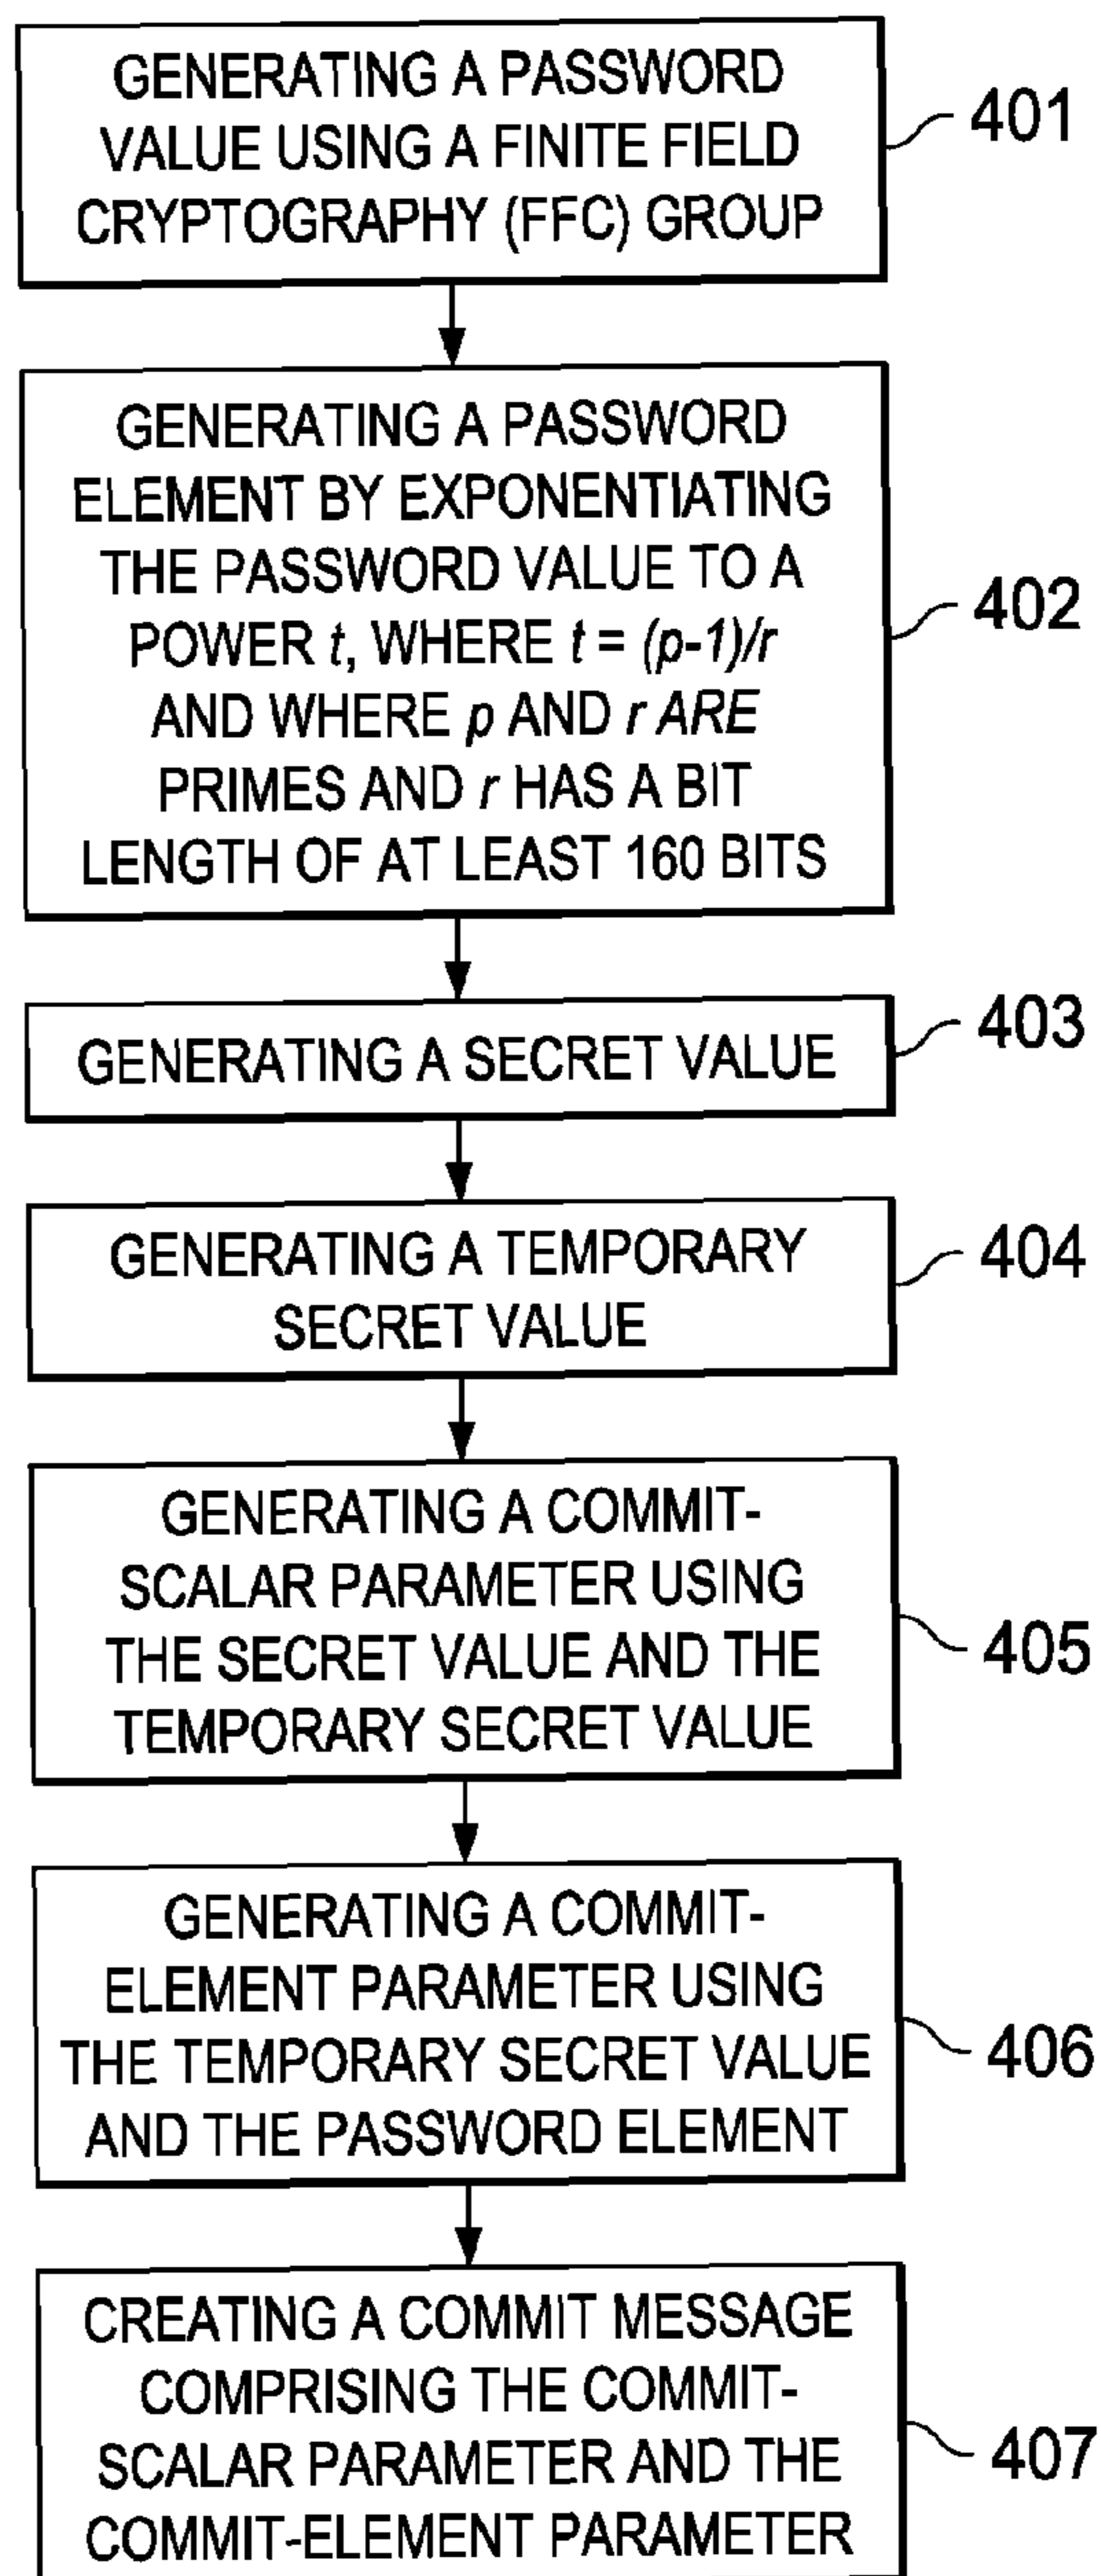 GENERATING A PASSWORD
VALUE USING A FINITE FIELD
CRYPTOGRAPHY (FFC) GROUP
401
GENERATING A PASSWORD
ELEMENT BY EXPONENTIATING
THE PASSWORD VALUE TO A
POWER t, WHERE t = (p-1)/r
AND WHERE p AND r ARE
PRIMES AND r HAS A BIT
LENGTH OF AT LEAST 160 BITS
402
GENERATING A SECRET VALUE
403
GENERATING A TEMPORARY
SECRET VALUE
404
GENERATING A COMMIT-
SCALAR PARAMETER USING
THE SECRET VALUE AND THE
TEMPORARY SECRET VALUE
405
GENERATING A COMMIT-
ELEMENT PARAMETER USING
THE TEMPORARY SECRET VALUE
AND THE PASSWORD ELEMENT
406
CREATING A COMMIT MESSAGE
COMPRISING THE COMMIT-
SCALAR PARAMETER AND THE
COMMIT-ELEMENT PARAMETER
407